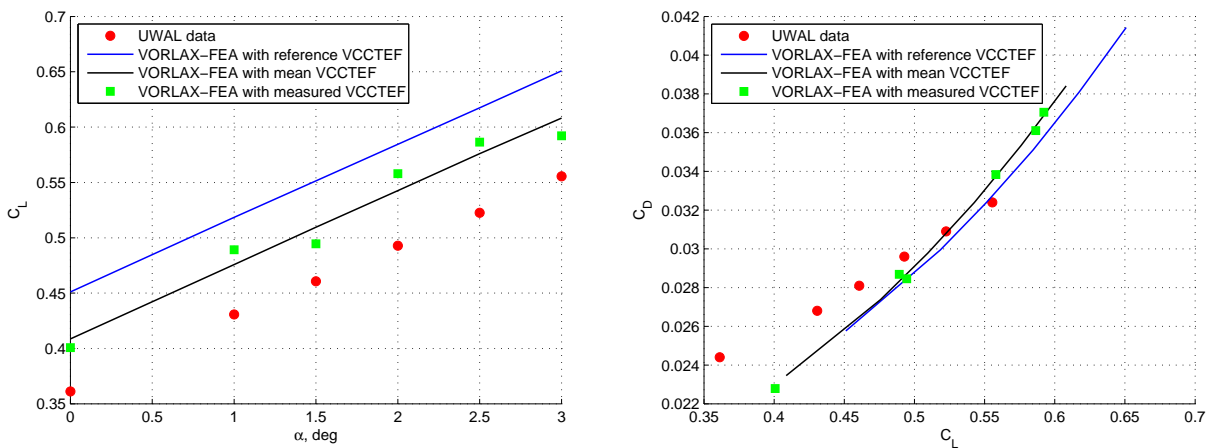 UWAL data
VORLAX−FEA with reference VCCTEF
VORLAX−FEA with mean VCCTEF
VORLAX−FEA with measured VCCTEF
0.7
0.65
0.6
0.55
0.5
0.45
0.4
0.35
C_L
0
0.5
1
1.5
2
2.5
3
α, deg
UWAL data
VORLAX−FEA with reference VCCTEF
VORLAX−FEA with mean VCCTEF
VORLAX−FEA with measured VCCTEF
0.042
0.04
0.038
0.036
0.034
0.032
0.03
0.028
0.026
0.024
0.022
C_D
0.35
0.4
0.45
0.5
0.55
0.6
0.65
0.7
C_L